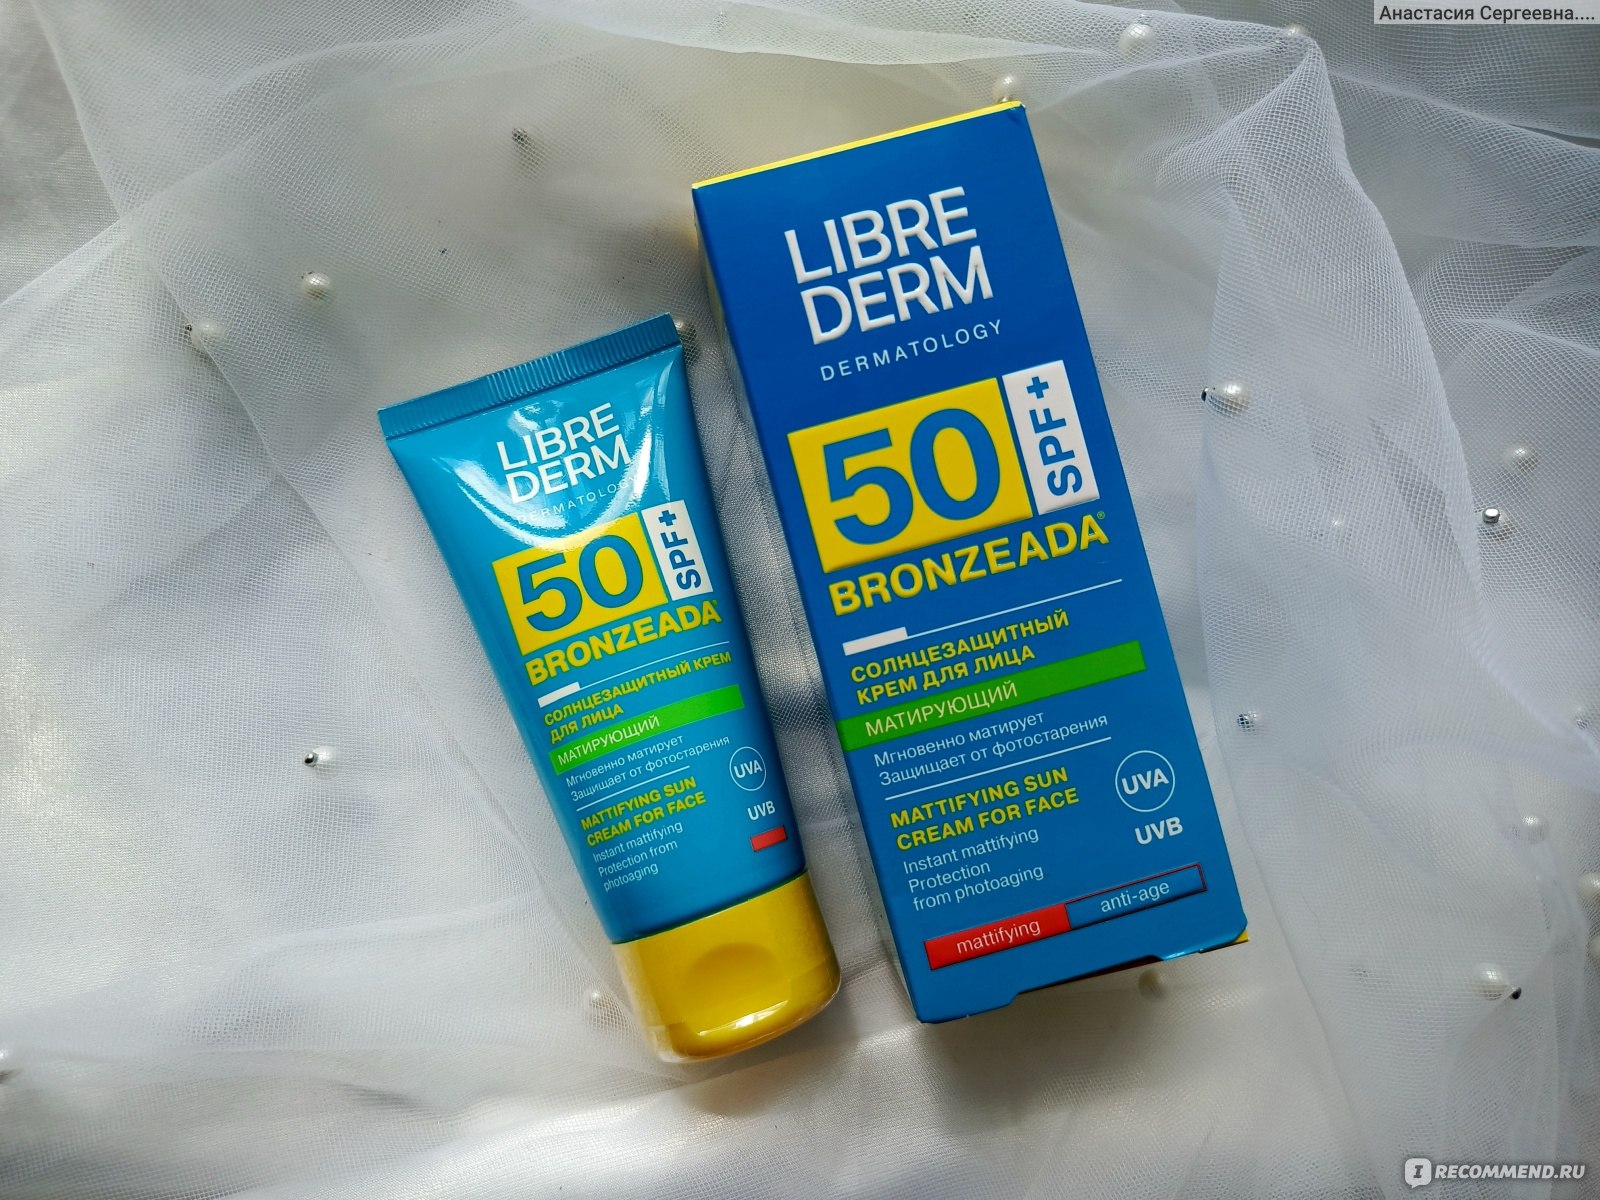 Анастасия Сергеевна....
LIBRE
DERM
DERMATOLOGY
50
SPF+
BRONZEADA®
СОЛНЦЕЗАЩИТНЫЙ КРЕМ
ДЛЯ ЛИЦА
МАТИРУЮЩИЙ
Мгновенно матирует
Защищает от фотостарения
MATTIFYING SUN
CREAM FOR FACE
Instant mattifying
Protection from
photoaging
UVA
UVB
LIBRE
DERM
DERMATOLOGY
50
SPF+
BRONZEADA®
СОЛНЦЕЗАЩИТНЫЙ
КРЕМ ДЛЯ ЛИЦА
МАТИРУЮЩИЙ
Мгновенно матирует
Защищает от фотостарения
MATTIFYING SUN
CREAM FOR FACE
Instant mattifying
Protection
from photoaging
UVA
UVB
mattifying
anti-age
IRECOMMEND.RU